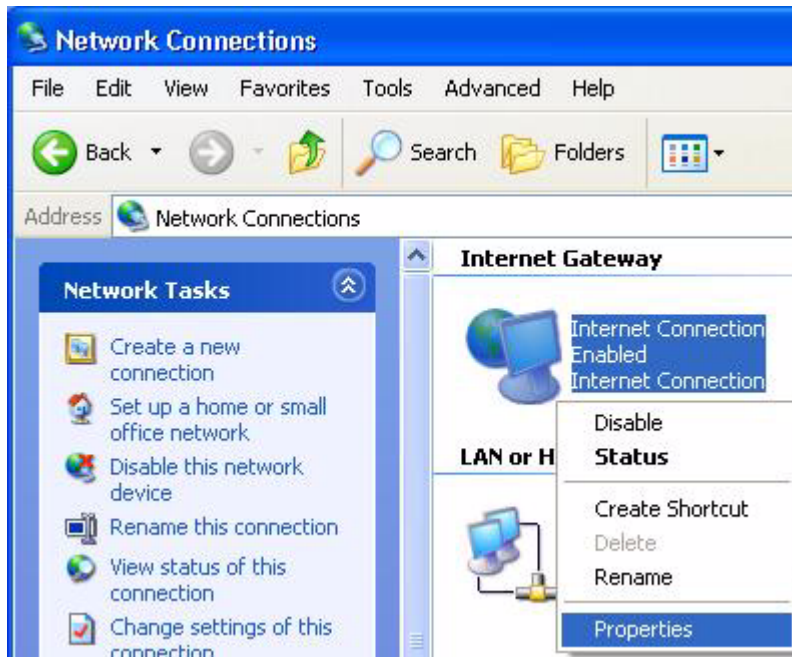 Network Connections
File Edit View Favorites Tools Advanced Help
Back Search Folders
Address Network Connections
Network Tasks
Create a new
connection
Set up a home or small
office network
Disable this network
device
Rename this connection
View status of this
connection
Change settings of this
connection
Internet Gateway
Internet Connection
Enabled
Internet Connection
LAN or H
Disable
Status
Create Shortcut
Delete
Rename
Properties